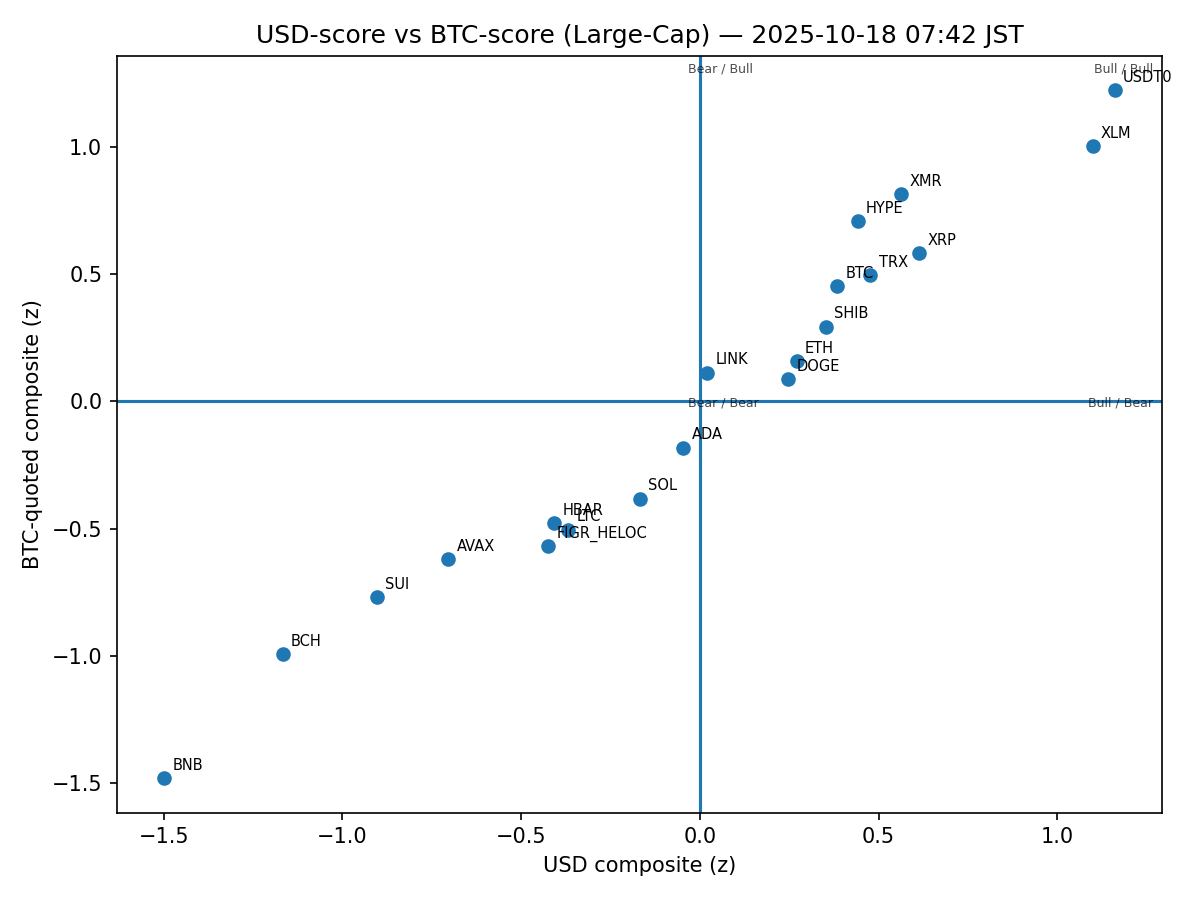 USD-score vs BTC-score (Large-Cap) — 2025-10-18 07:42 JST
Bear / Bull
Bull / Bull
USDT0
XLM
XMR
HYPE
XRP
TRX
BTC
SHIB
ETH
LINK
DOGE
Bear / Bear
Bull / Bear
ADA
SOL
HBAR
LTC
FIGR_HELOC
AVAX
SUI
BCH
BNB
1.0
0.5
0.0
−0.5
−1.0
−1.5
BTC-quoted composite (z)
−1.5 −1.0 −0.5 0.0 0.5 1.0
USD composite (z)